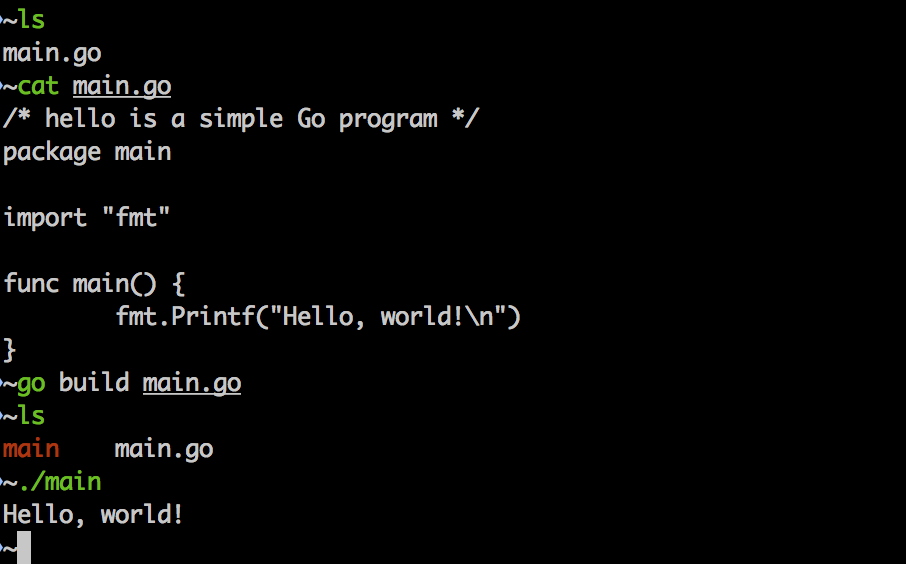 ~ls
main.go
~cat main.go
/* hello is a simple Go program */
package main

import "fmt"

func main() {
        fmt.Printf("Hello, world!\n")
}
~go build main.go
~ls
main    main.go
~./main
Hello, world!
~